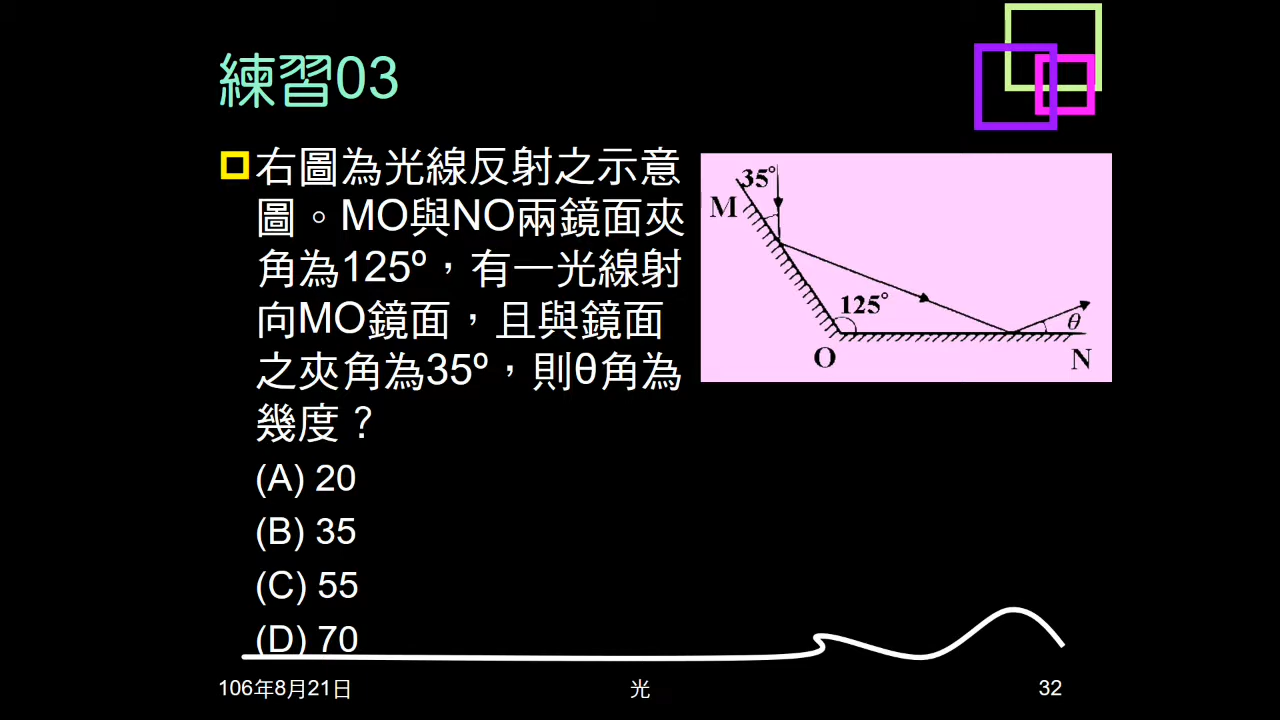 練習03
右圖為光線反射之示意
圖。MO與NO兩鏡面夾
角為125º，有一光線射
向MO鏡面，且與鏡面
之夾角為35º，則θ角為
幾度？
(A) 20
(B) 35
(C) 55
(D) 70
35°
M
125°
θ
O
N
106年8月21日
光
32